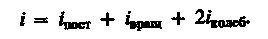 i = iпост + iвращ + 2iколеб.